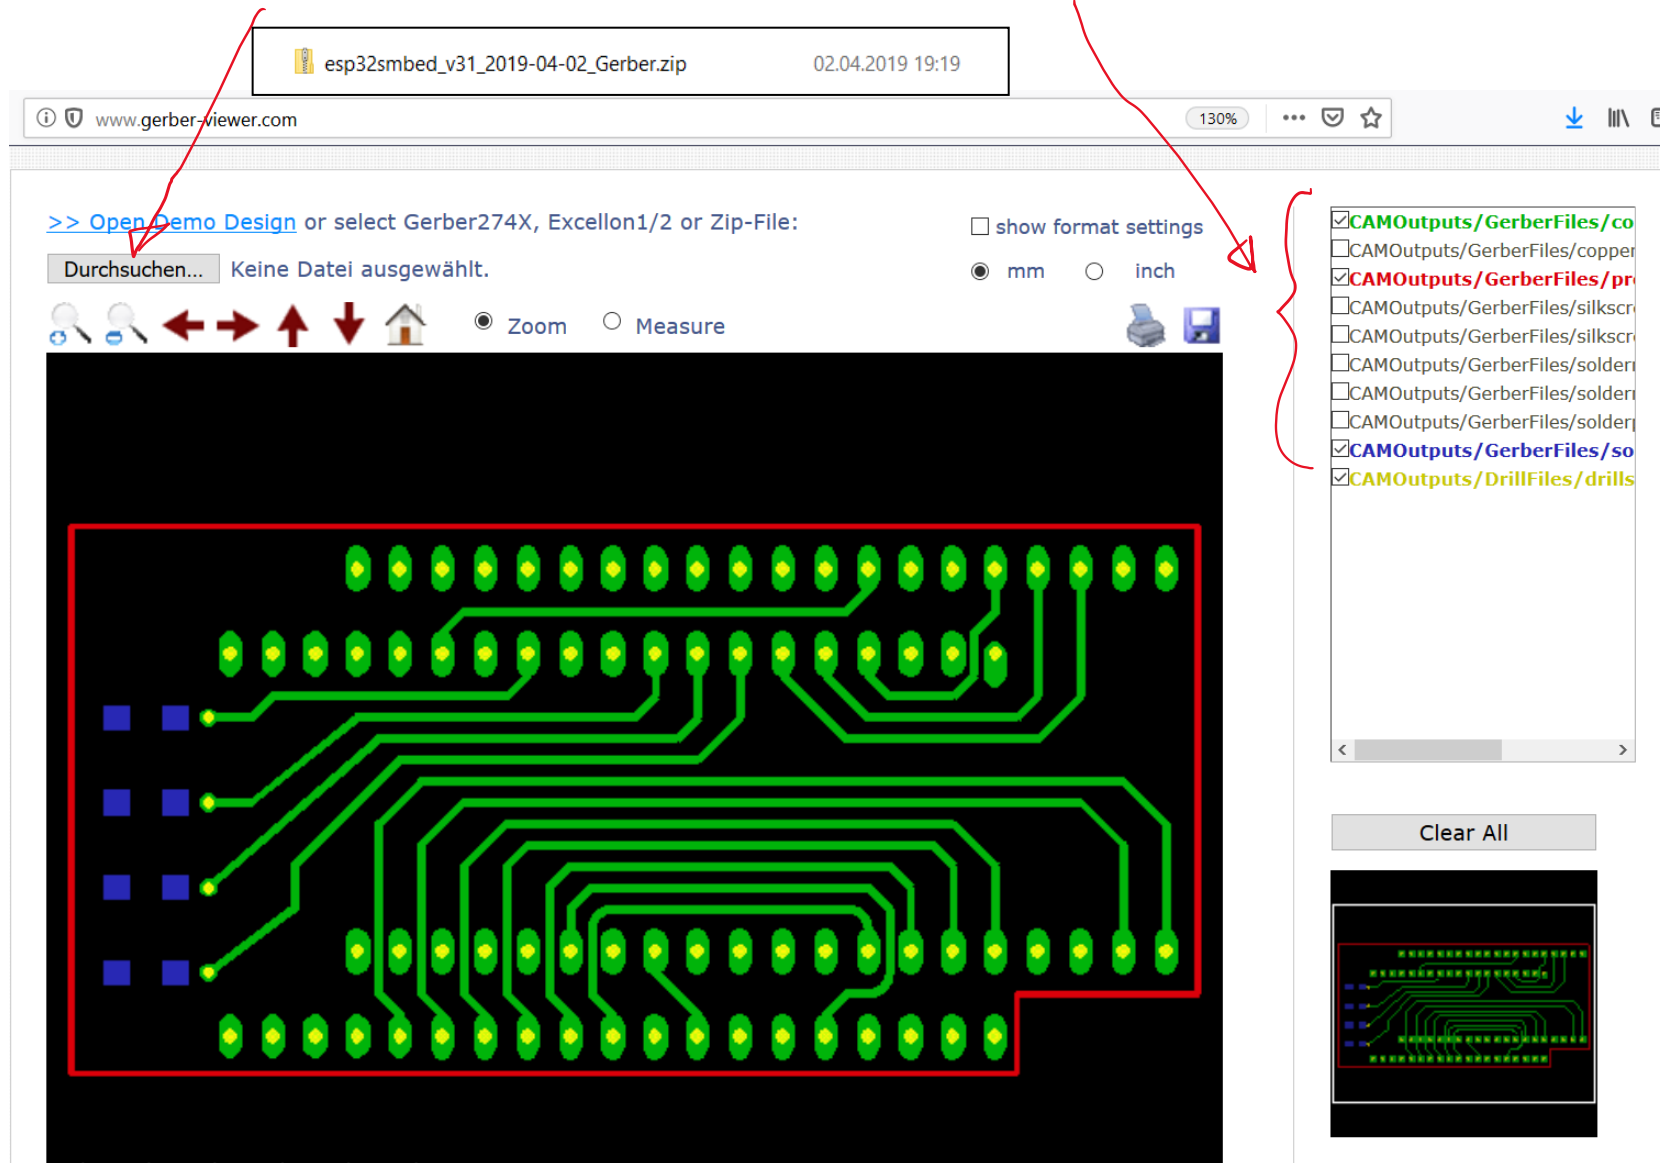 esp32smbed_v31_2019-04-02_Gerber.zip 02.04.2019 19:19
www.gerber-viewer.com 130%
>> Open Demo Design or select Gerber274X, Excellon1/2 or Zip-File:
show format settings
Durchsuchen... Keine Datei ausgewählt.
mm inch
Zoom Measure
CAMOutputs/GerberFiles/co
CAMOutputs/GerberFiles/copper
CAMOutputs/GerberFiles/pr
CAMOutputs/GerberFiles/silkscr
CAMOutputs/GerberFiles/silkscr
CAMOutputs/GerberFiles/solder
CAMOutputs/GerberFiles/solder
CAMOutputs/GerberFiles/solder
CAMOutputs/GerberFiles/so
CAMOutputs/DrillFiles/drills
Clear All